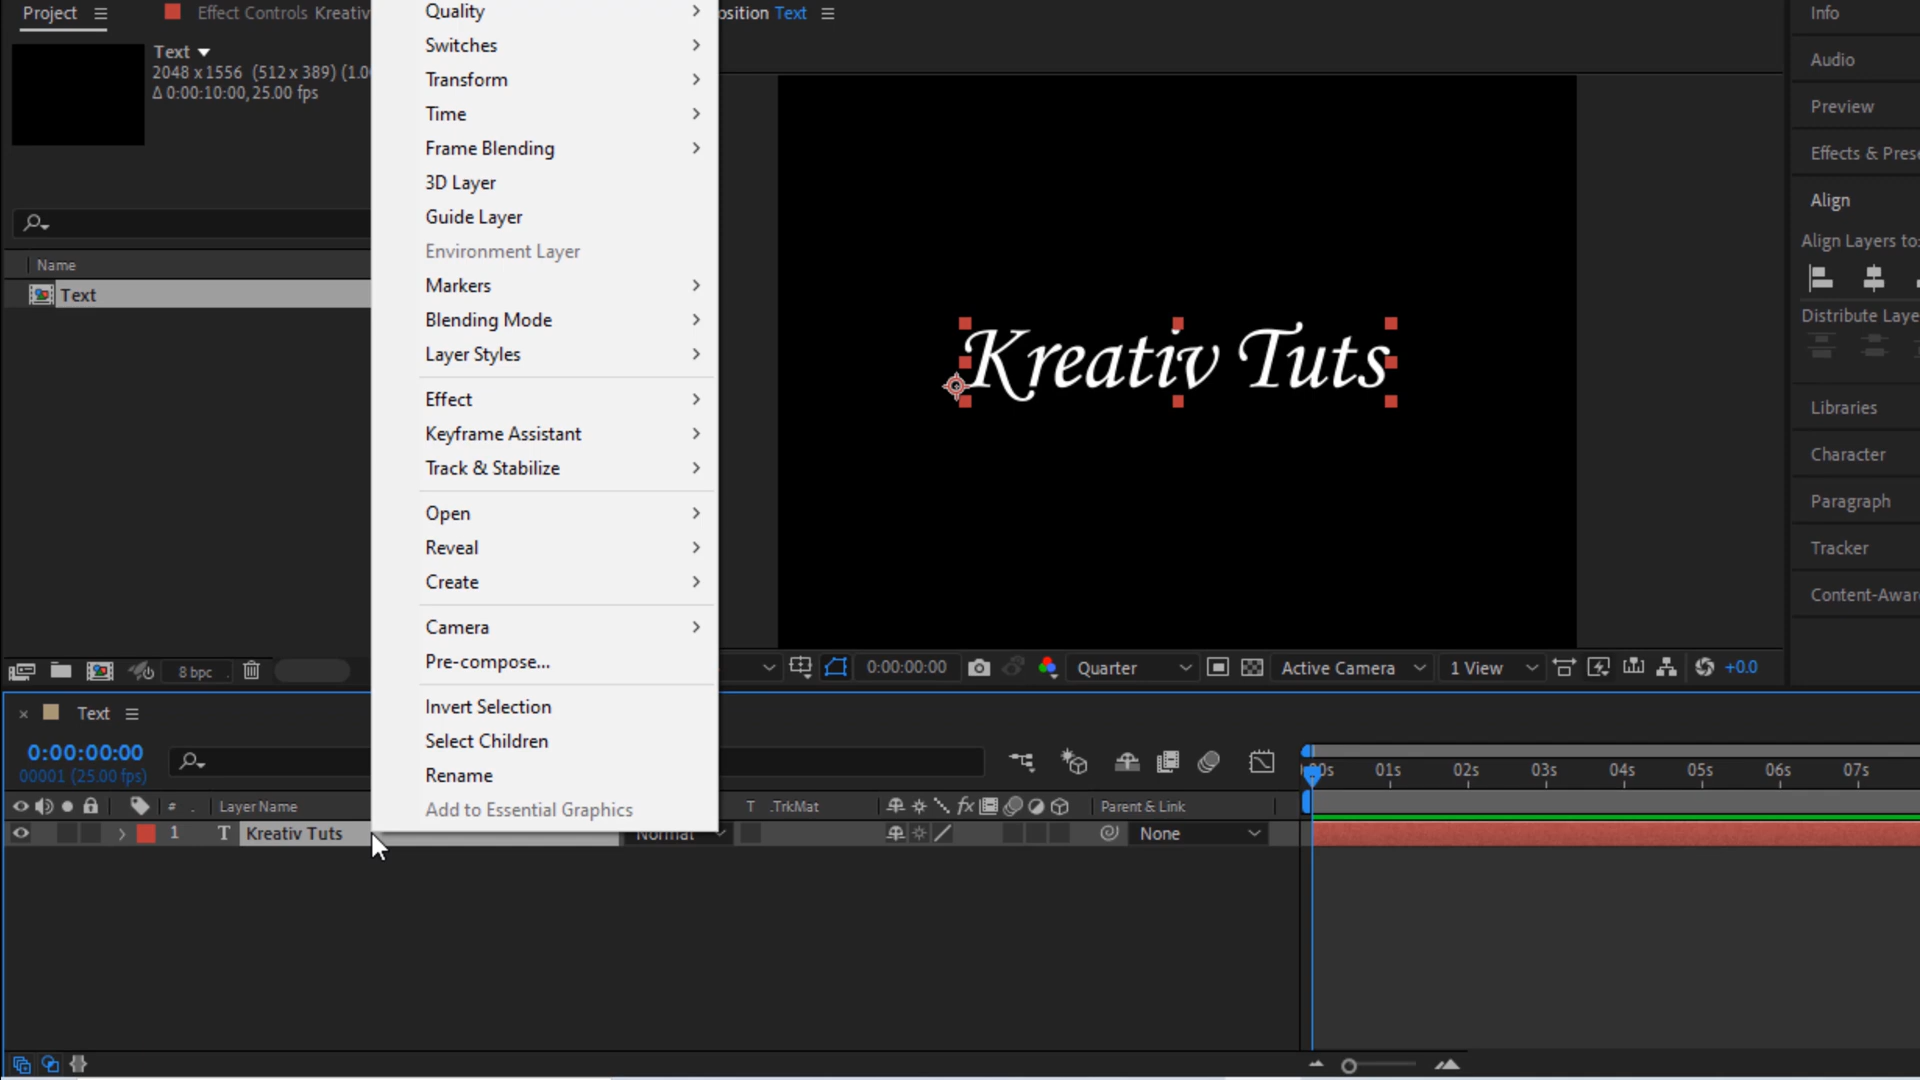 Project
Effect Controls Kreativ
Text
2048 x 1556 (512 x 389) (1.0
Δ 0:00:10:00, 25.00 fps
Name
Text
8 bpc
Quality
Switches
Transform
Time
Frame Blending
3D Layer
Guide Layer
Environment Layer
Markers
Blending Mode
Layer Styles
Effect
Keyframe Assistant
Track & Stabilize
Open
Reveal
Create
Camera
Pre-compose...
Invert Selection
Select Children
Rename
Add to Essential Graphics
osition Text
Kreativ Tuts
0:00:00:00
Quarter
Active Camera
1 View
+0.0
Info
Audio
Preview
Effects & Prese
Align
Align Layers to:
Distribute Laye
Libraries
Character
Paragraph
Tracker
Content-Awar
Text
0:00:00:00
00001 (25.00 fps)
00s 01s 02s 03s 04s 05s 06s 07s
# Layer Name T .TrkMat fx Parent & Link
1 T Kreativ Tuts Normal None